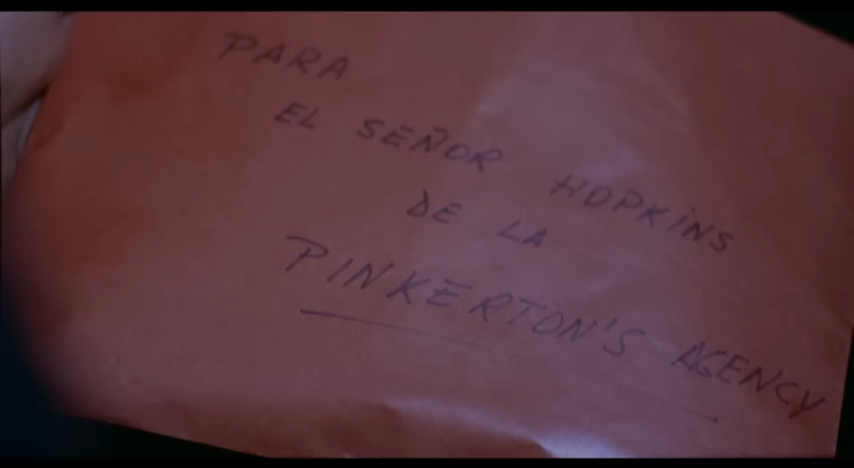 PARA
EL SEÑOR HOPKINS
DE LA
PINKERTON'S AGENCY